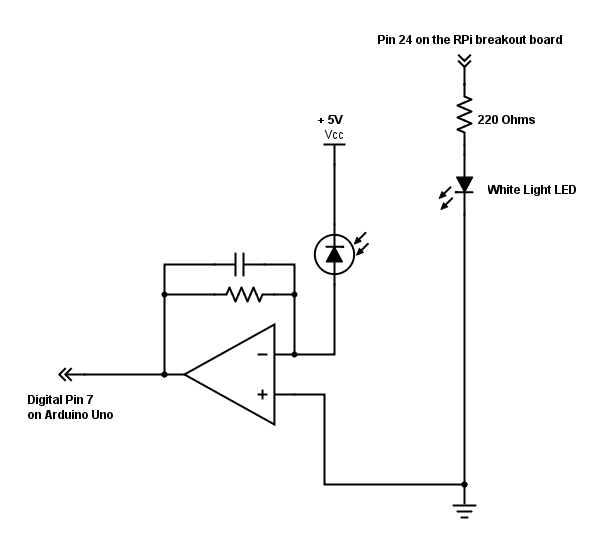 Pin 24 on the RPi breakout board
220 Ohms
+ 5V
Vcc
White Light LED
−
+
Digital Pin 7
on Arduino Uno